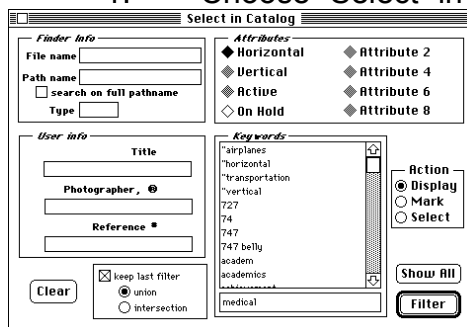 Choose Select in
Select in Catalog
Finder Info
File name
Path name
search on full pathname
Type
Attributes
Horizontal
Attribute 2
Vertical
Attribute 4
Active
Attribute 6
On Hold
Attribute 8
User info
Title
Photographer, ®
Reference #
Keywords
"airplanes
"horizontal
"transportation
"vertical
727
74
747
747 belly
academ
academics
medical
Action
Display
Mark
Select
Clear
keep last filter
union
intersection
Show All
Filter